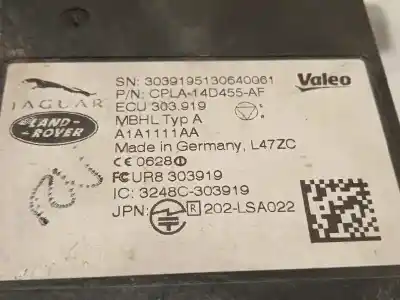 SN: 3039195130640061
Valeo
P/N: CPLA-14D455-AF
JAGUAR
ECU 303.919
LAND-
ROVER
MBHL Typ A
A1A1111AA
Made in Germany, L47ZC
CE 0628
FC UR8 303919
IC: 3248C-303919
JPN: R 202-LSA022